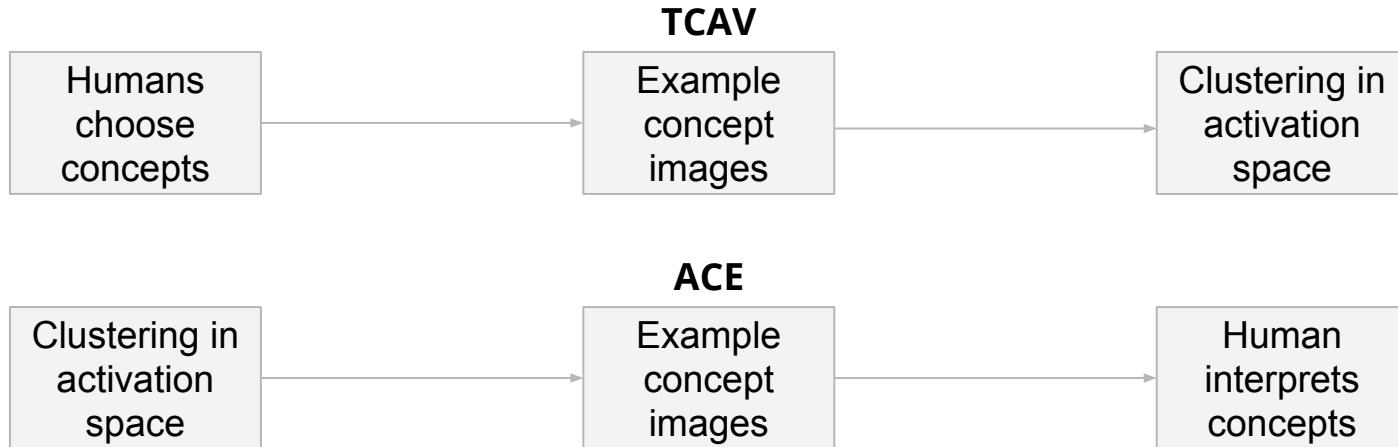 TCAV
Humans
choose
concepts
Example
concept
images
Clustering in
activation
space
ACE
Clustering in
activation
space
Example
concept
images
Human
interprets
concepts